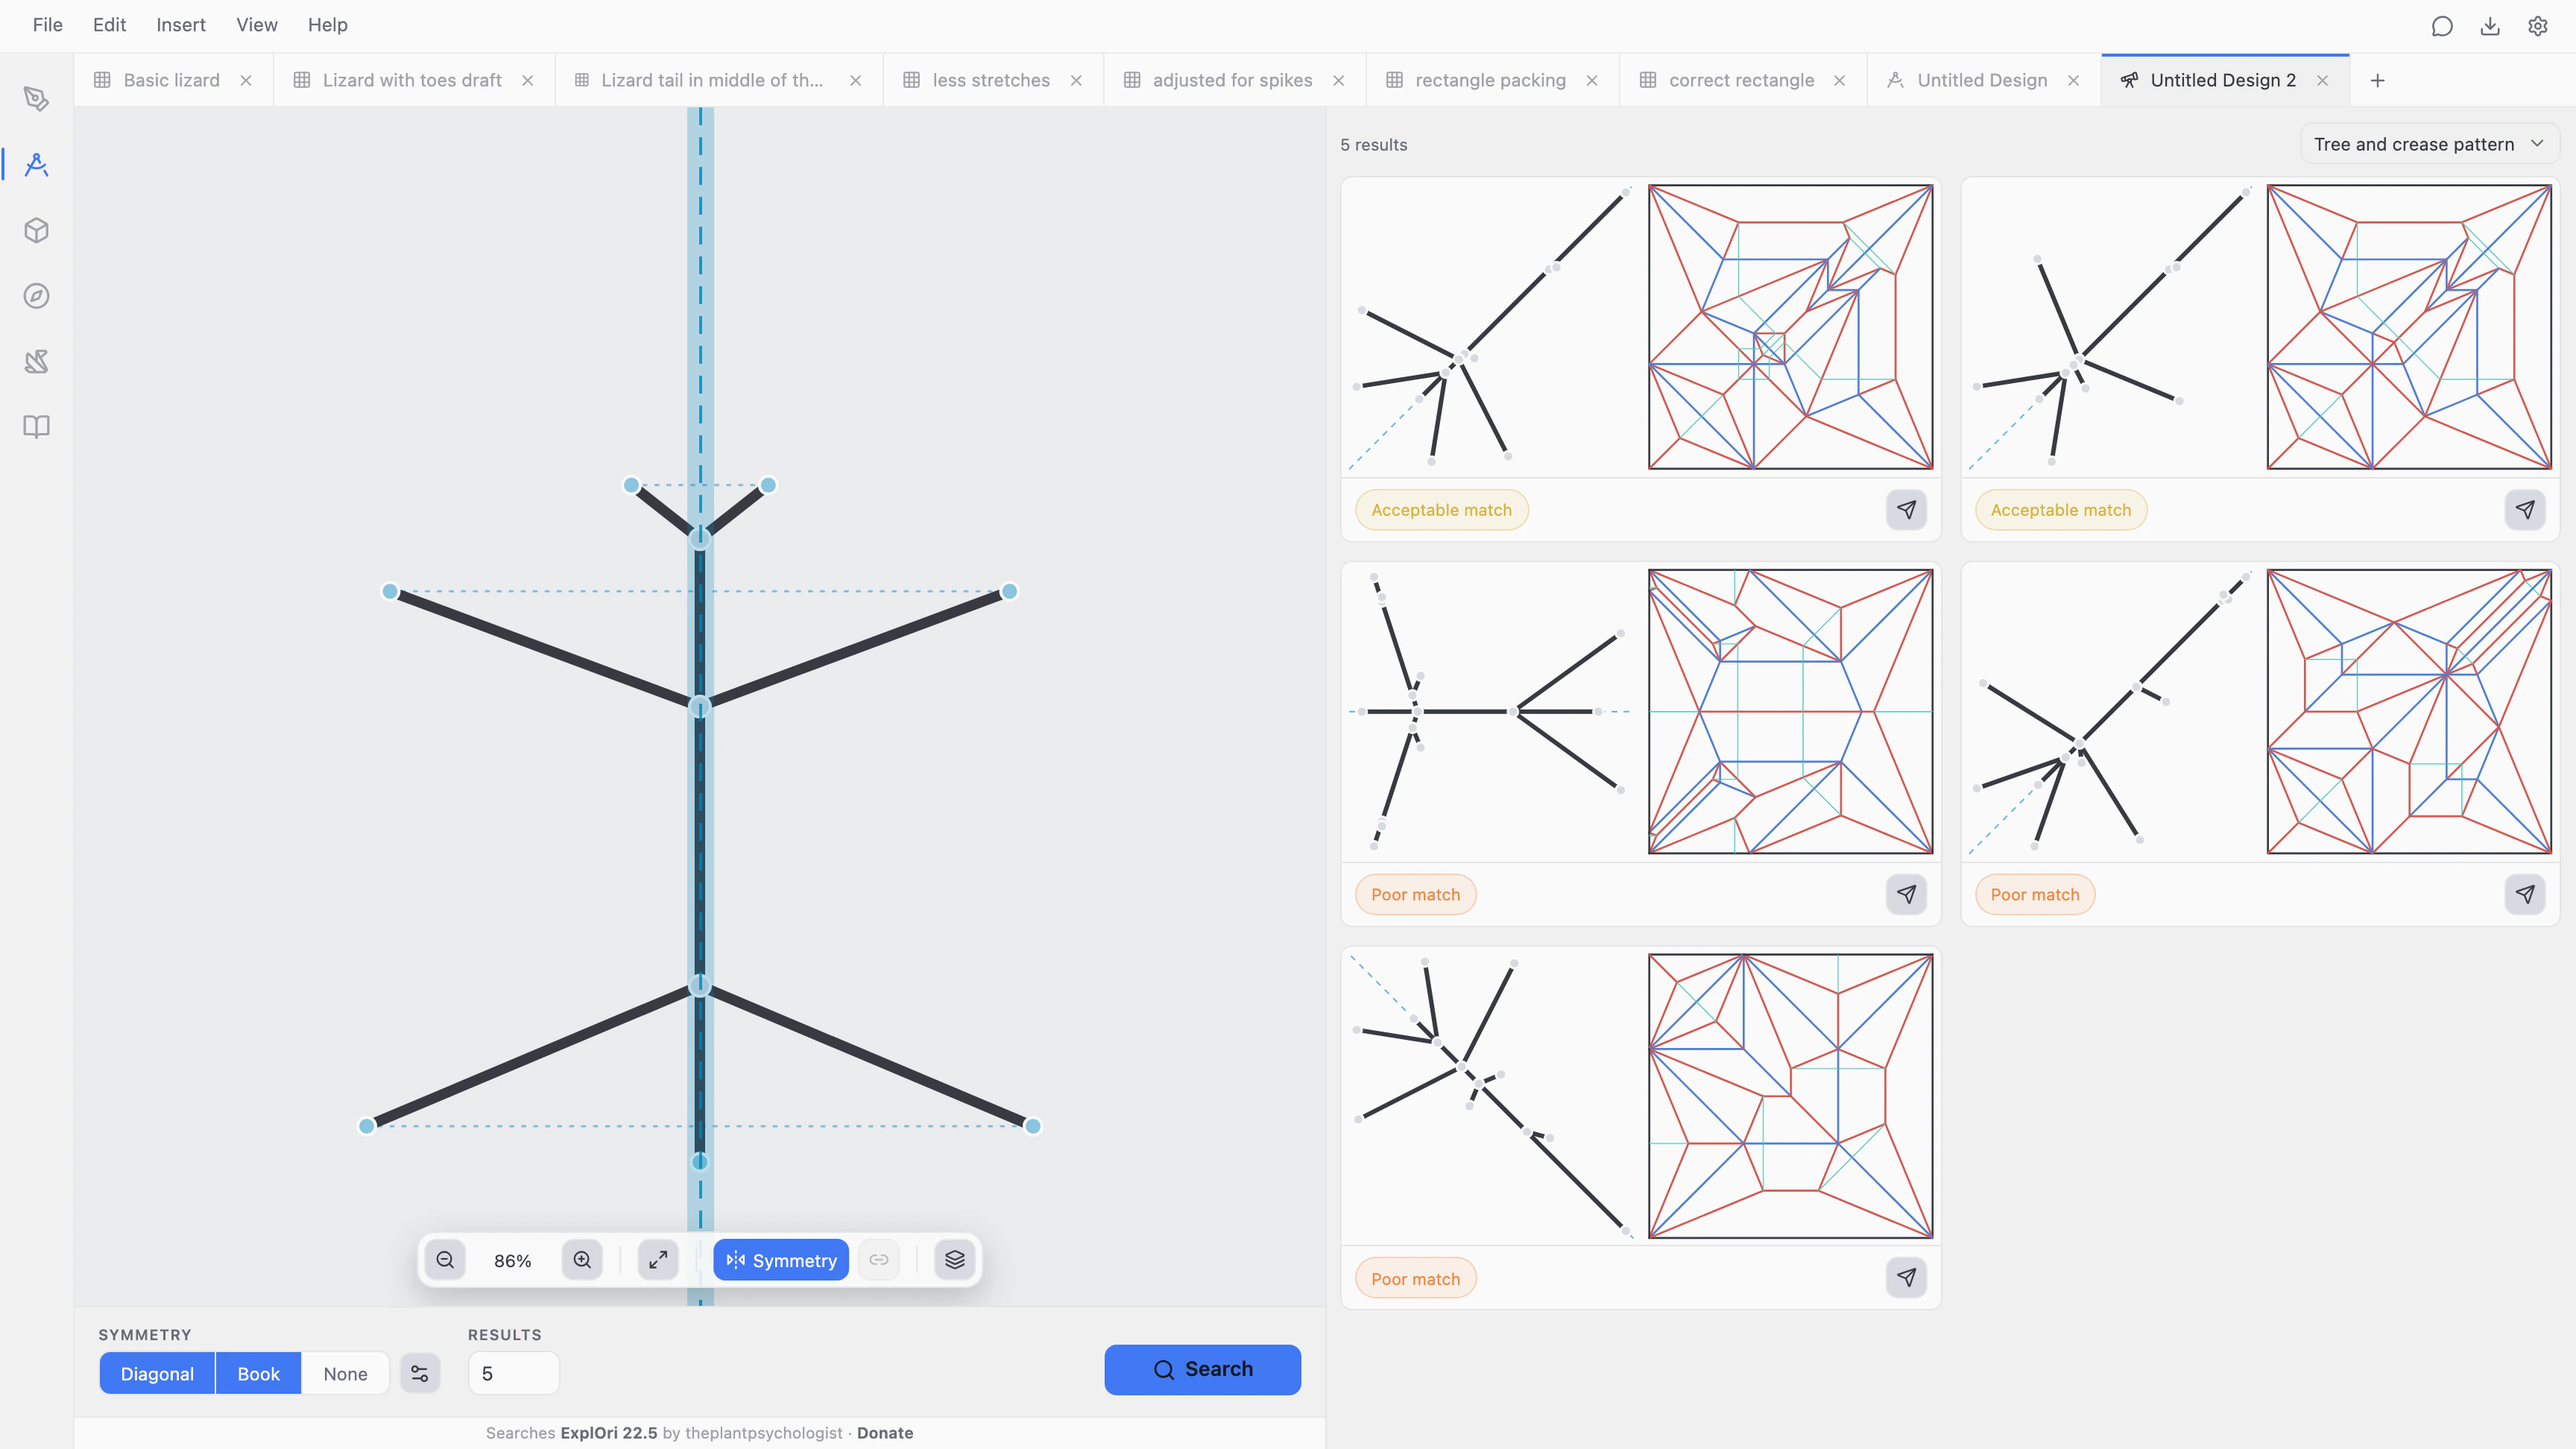 File Edit Insert View Help
Basic lizard
Lizard with toes draft
Lizard tail in middle of th...
less stretches
adjusted for spikes
rectangle packing
correct rectangle
Untitled Design
Untitled Design 2
5 results
Tree and crease pattern
Acceptable match
Acceptable match
Poor match
Poor match
Poor match
86%
Symmetry
SYMMETRY
RESULTS
Diagonal Book None
5
Search
Searches ExplOri 22.5 by theplantpsychologist · Donate